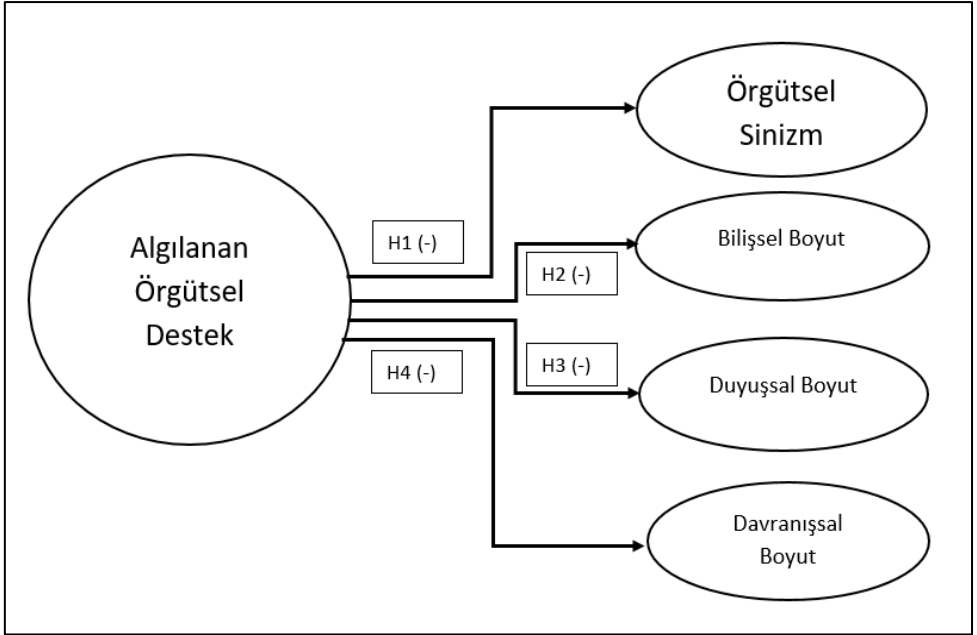 Algılanan
Örgütsel
Destek
H1 (-)
H2 (-)
H3 (-)
H4 (-)
Örgütsel
Sinizm
Bilişsel Boyut
Duyuşsal Boyut
Davranışsal
Boyut